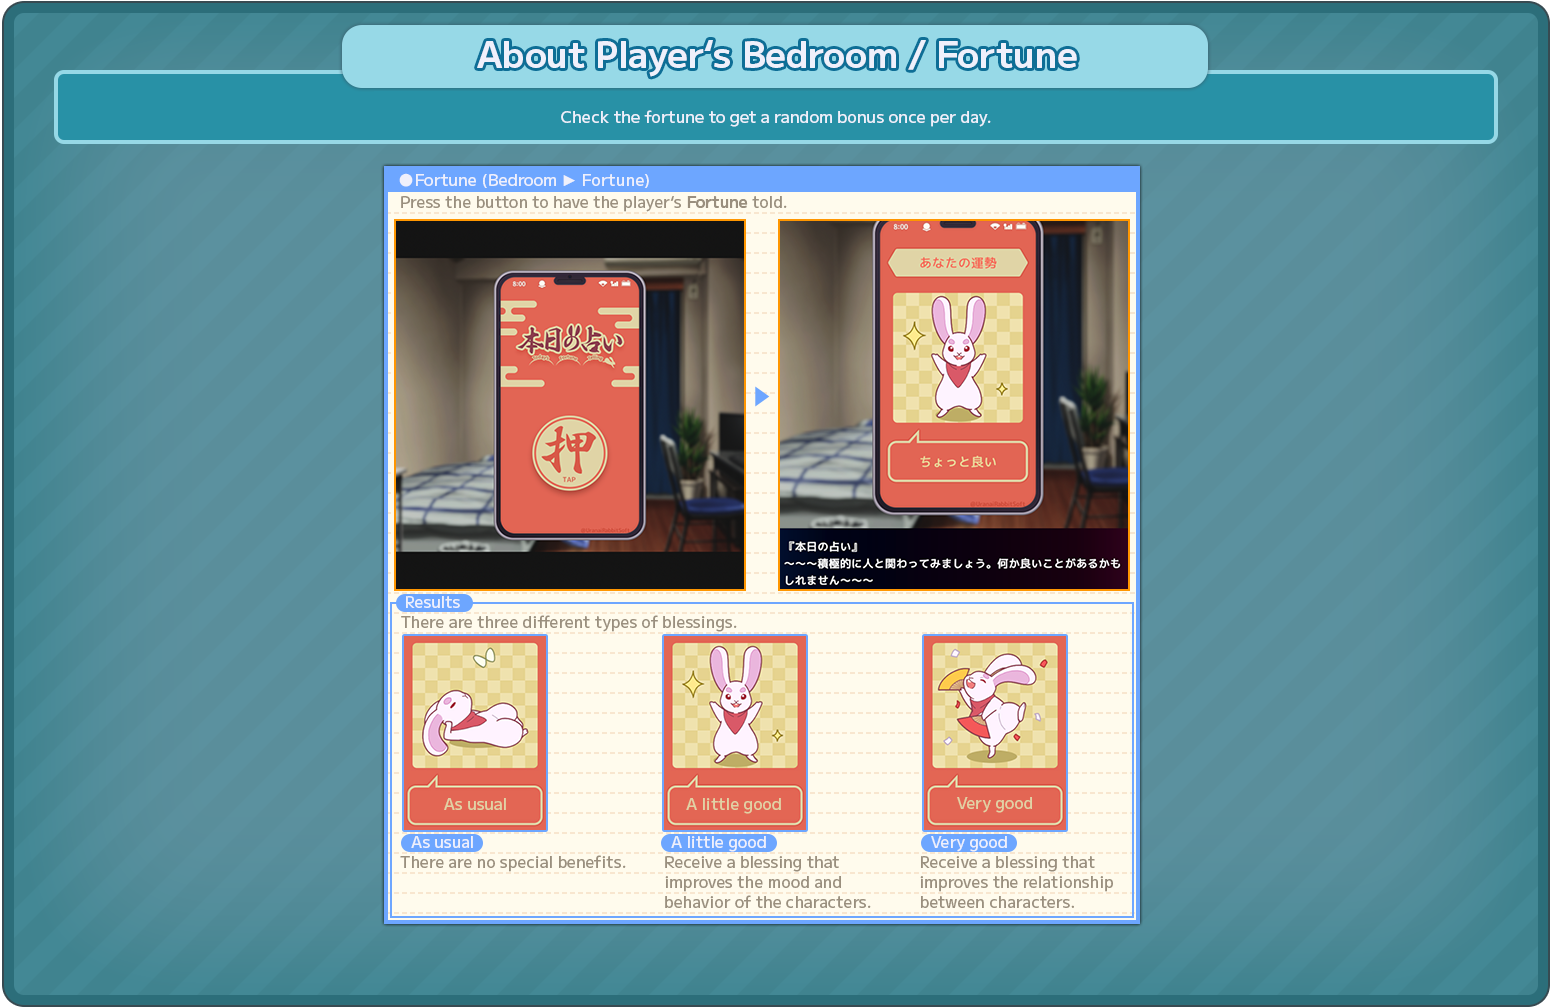 About Player's Bedroom / Fortune
Check the fortune to get a random bonus once per day.
●Fortune (Bedroom ▶ Fortune)
Press the button to have the player's Fortune told.
8:00
本日の占い
押
TAP
8:00
あなたの運勢
ちょっと良い
『本日の占い』
～～～積極的に人と関わってみましょう。何か良いことがあるかも
しれません～～～
Results
There are three different types of blessings.
As usual
A little good
Very good
As usual
There are no special benefits.
A little good
Receive a blessing that
improves the mood and
behavior of the characters.
Very good
Receive a blessing that
improves the relationship
between characters.